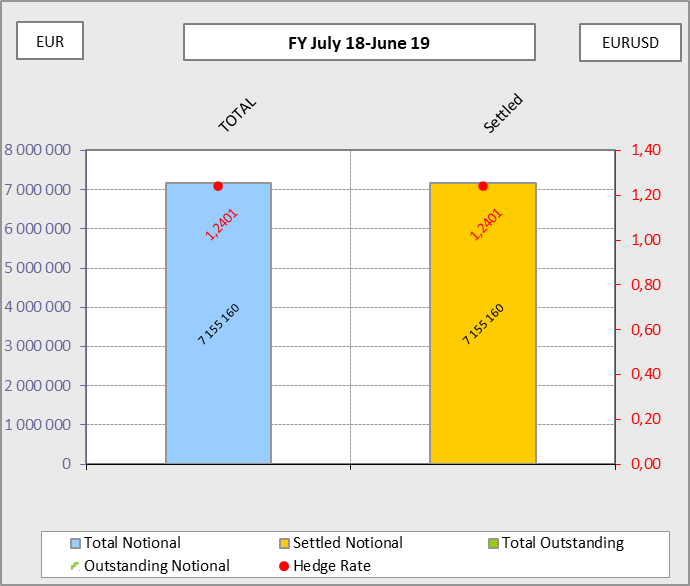 EUR
FY July 18-June 19
EURUSD
TOTAL
Settled
8 000 000
7 000 000
6 000 000
5 000 000
4 000 000
3 000 000
2 000 000
1 000 000
0
1,2401
7 155 160
1,2401
7 155 160
1,40
1,20
1,00
0,80
0,60
0,40
0,20
0,00
Total Notional
Settled Notional
Total Outstanding
Outstanding Notional
Hedge Rate